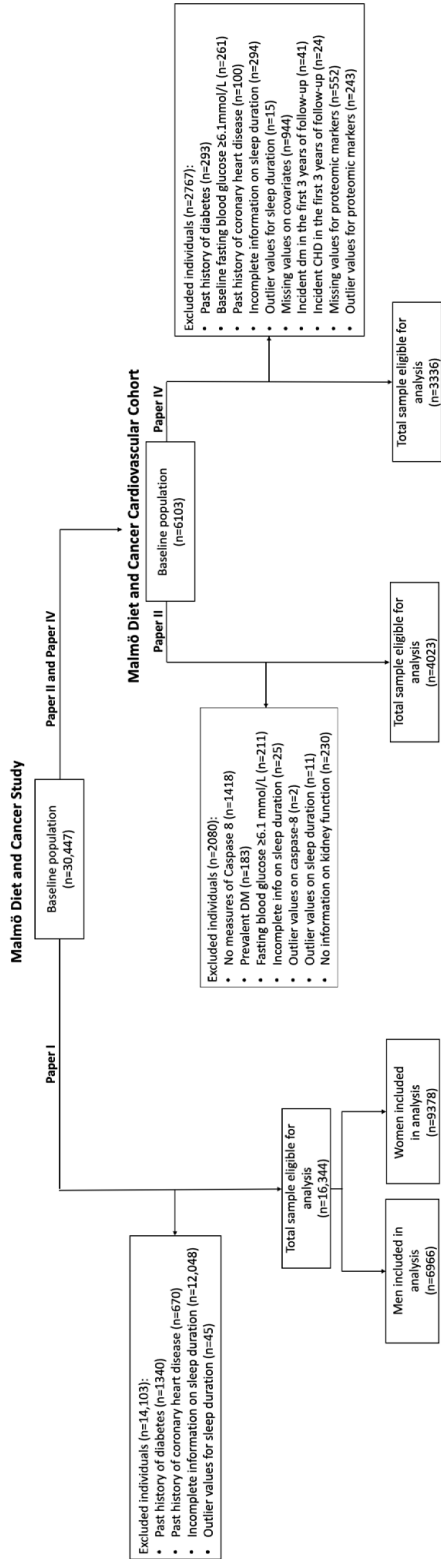 Malmö Diet and Cancer Study
Baseline population
(n=30,447)
Paper I
Paper II and Paper IV
Excluded individuals (n=14,103):
• Past history of diabetes (n=1340)
• Past history of coronary heart disease (n=670)
• Incomplete information on sleep duration (n=12,048)
• Outlier values for sleep duration (n=45)
Total sample eligible for
analysis
(n=16,344)
Men included in
analysis
(n=6966)
Women included
in analysis
(n=9378)
Malmö Diet and Cancer Cardiovascular Cohort
Baseline population
(n=6103)
Paper II
Paper IV
Excluded individuals (n=2080):
• No measures of Caspase 8 (n=1418)
• Prevalent DM (n=183)
• Fasting blood glucose ≥6.1 mmol/L (n=211)
• Incomplete info on sleep duration (n=25)
• Outlier values on caspase-8 (n=2)
• Outlier values on sleep duration (n=11)
• No information on kidney function (n=230)
Total sample eligible for
analysis
(n=4023)
Excluded individuals (n=2767):
• Past history of diabetes (n=293)
• Baseline fasting blood glucose ≥6.1mmol/L (n=261)
• Past history of coronary heart disease (n=100)
• Incomplete information on sleep duration (n=294)
• Outlier values for sleep duration (n=15)
• Missing values on covariates (n=944)
• Incident dm in the first 3 years of follow-up (n=41)
• Incident CHD in the first 3 years of follow-up (n=24)
• Missing values for proteomic markers (n=552)
• Outlier values for proteomic markers (n=243)
Total sample eligible for
analysis
(n=3336)